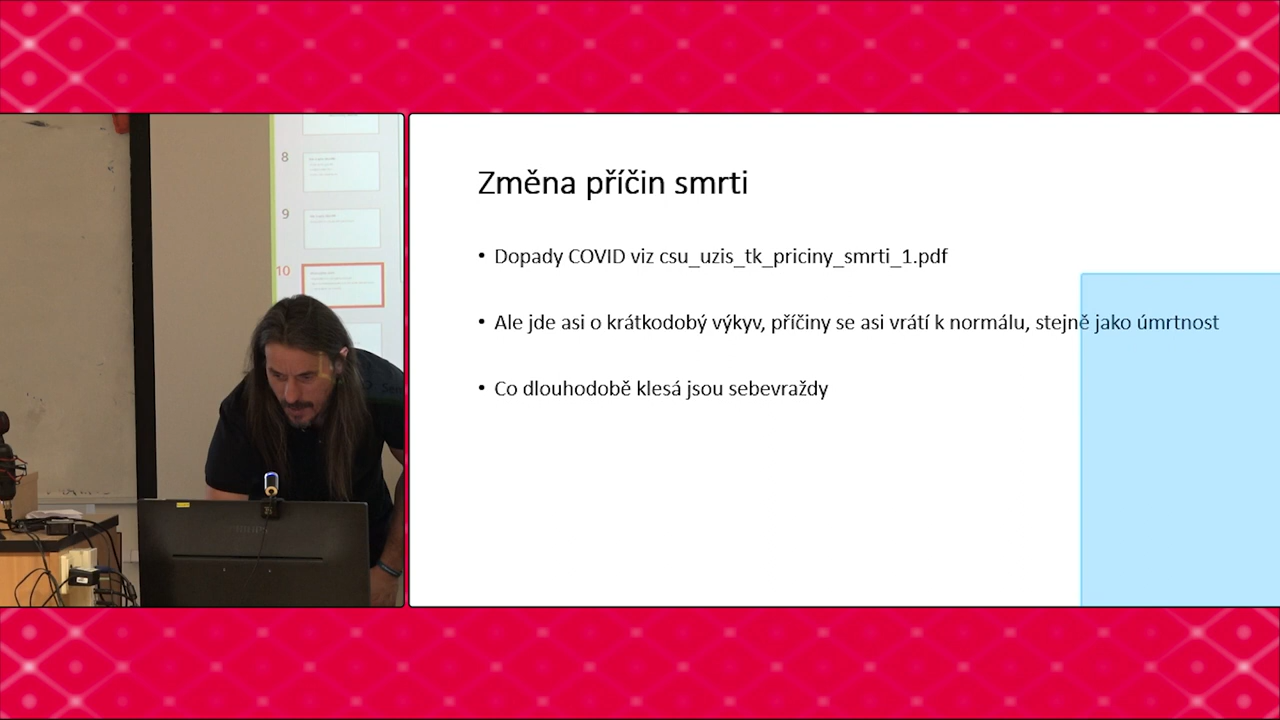 8
9
10
Změna příčin smrti
• Dopady COVID viz csu_uzis_tk_priciny_smrti_1.pdf
• Ale jde asi o krátkodobý výkyv, příčiny se asi vrátí k normálu, stejně jako úmrtnost
• Co dlouhodobě klesá jsou sebevraždy